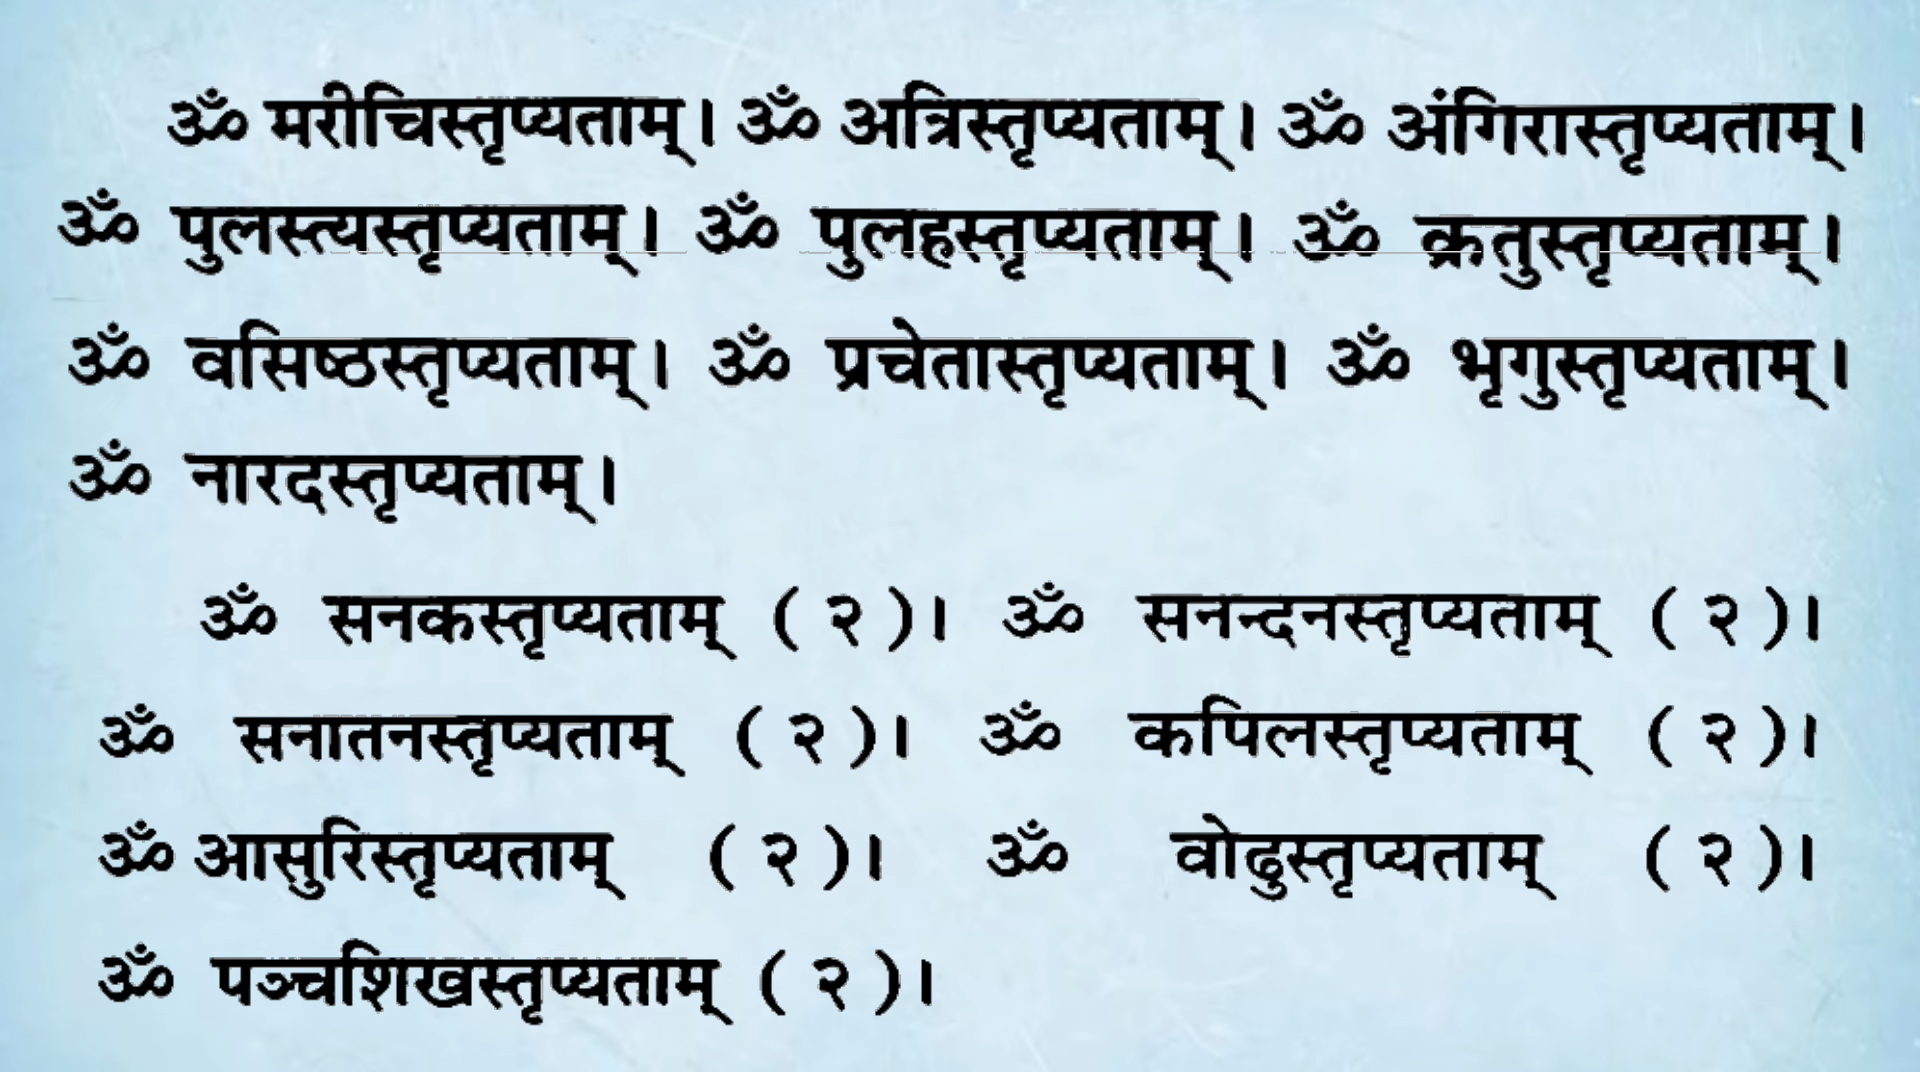 ॐ मरीचिस्तृप्यताम्। ॐ अत्रिस्तृप्यताम्। ॐ अंगिरास्तृप्यताम्।
ॐ पुलस्त्यस्तृप्यताम्। ॐ पुलहस्तृप्यताम्। ॐ क्रतुस्तृप्यताम्।
ॐ वसिष्ठस्तृप्यताम्। ॐ प्रचेतास्तृप्यताम्। ॐ भृगुस्तृप्यताम्।
ॐ नारदस्तृप्यताम्।
ॐ सनकस्तृप्यताम् ( २ )। ॐ सनन्दनस्तृप्यताम् ( २ )।
ॐ सनातनस्तृप्यताम् ( २ )। ॐ कपिलस्तृप्यताम् ( २ )।
ॐ आसुरिस्तृप्यताम् ( २ )। ॐ वोढुस्तृप्यताम् ( २ )।
ॐ पञ्चशिखस्तृप्यताम् ( २ )।